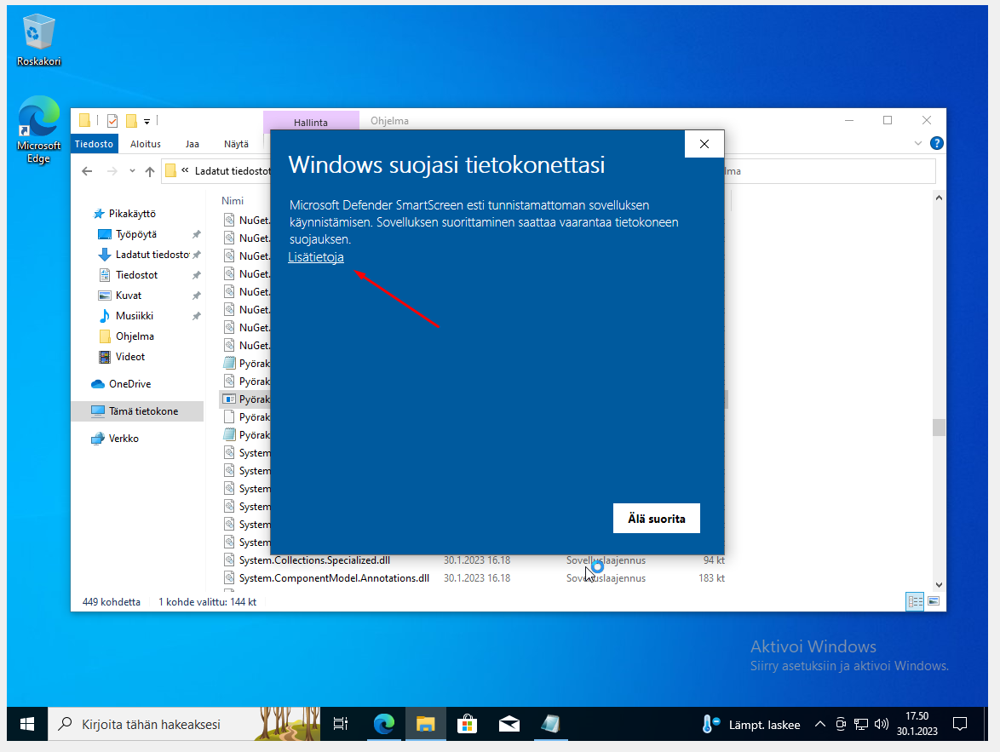 Roskakori
Microsoft
Edge
Hallinta
Ohjelma
Tiedosto
Aloitus
Jaa
Näytä
« Ladatut tiedostot
lma
Windows suojasi tietokonettasi
Microsoft Defender SmartScreen esti tunnistamattoman sovelluksen
käynnistämisen. Sovelluksen suorittaminen saattaa vaarantaa tietokoneen
suojauksen.
Lisätietoja
Älä suorita
Pikakäyttö
Työpöytä
Ladatut tiedostot
Tiedostot
Kuvat
Musiikki
Ohjelma
Videot
OneDrive
Tämä tietokone
Verkko
Nimi
NuGet.
NuGet.
NuGet.
NuGet.
NuGet.
NuGet.
NuGet.
NuGet.
Pyörak
Pyörak
Pyörak
Pyörak
Pyörak
System
System
System
System
System
System
System.Collections.Specialized.dll 30.1.2023 16.18 Sovelluslaajennus 94 kt
System.ComponentModel.Annotations.dll 30.1.2023 16.18 Sovelluslaajennus 183 kt
449 kohdetta 1 kohde valittu: 144 kt
Aktivoi Windows
Siirry asetuksiin ja aktivoi Windows.
Kirjoita tähän hakeaksesi
Lämpt. laskee
17.50
30.1.2023